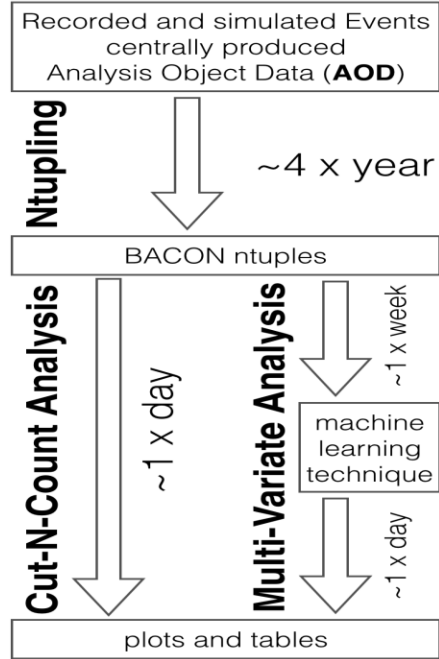 Recorded and simulated Events
centrally produced
Analysis Object Data (AOD)
Ntupling
~4 x year
BACON ntuples
Cut-N-Count Analysis
~1 x day
Multi-Variate Analysis
~1 x week
machine
learning
technique
~1 x day
plots and tables